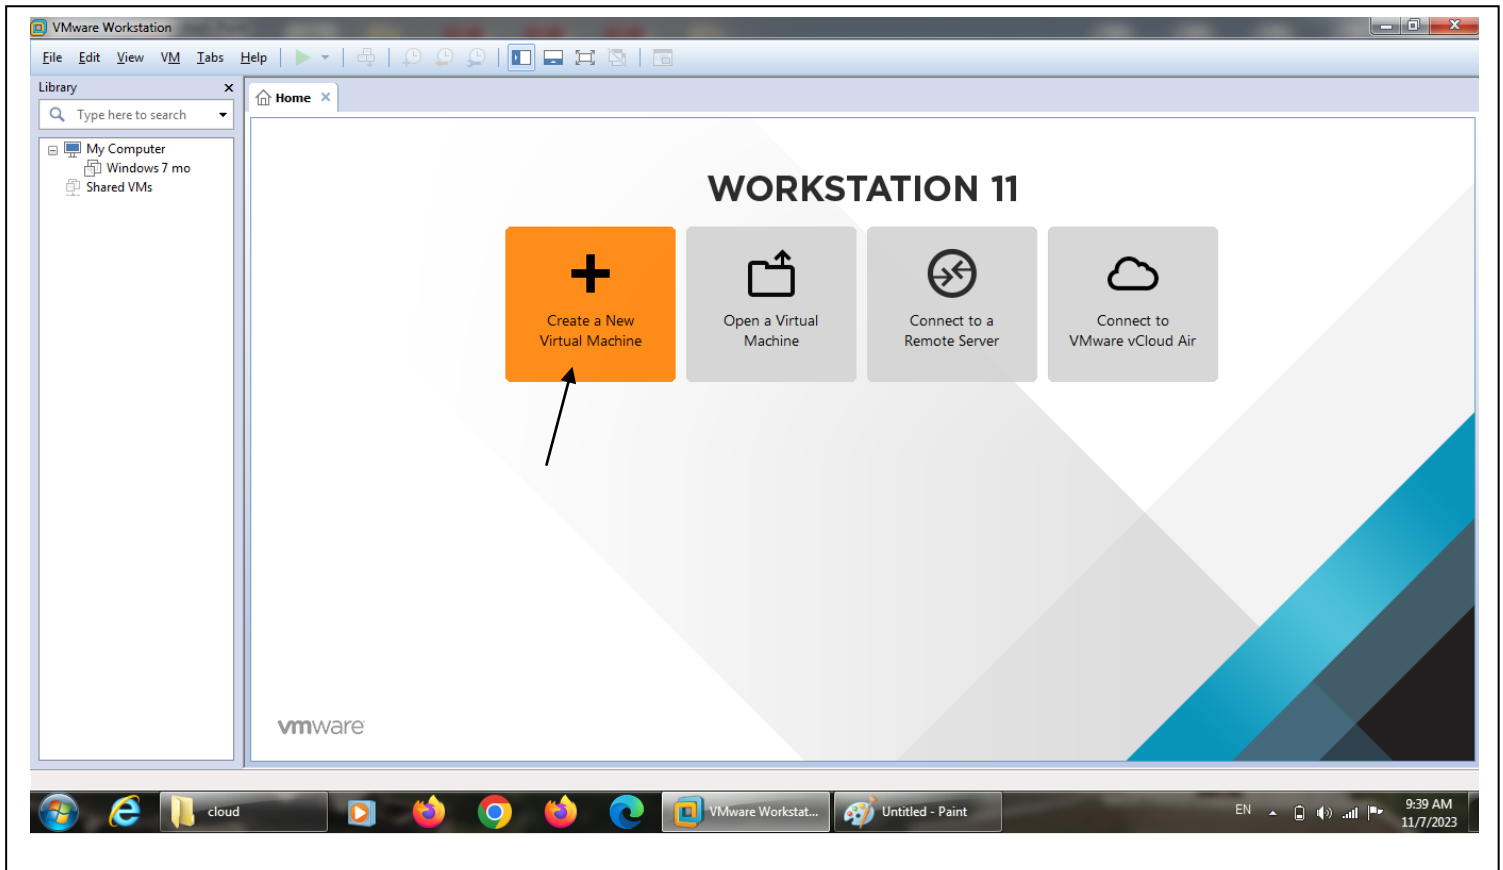 VMware Workstation
File Edit View VM Tabs Help
Library
Type here to search
My Computer
Windows 7 mo
Shared VMs
Home
WORKSTATION 11
Create a New
Virtual Machine
Open a Virtual
Machine
Connect to a
Remote Server
Connect to
VMware vCloud Air
vmware
cloud
VMware Workstat...
Untitled - Paint
EN
9:39 AM
11/7/2023